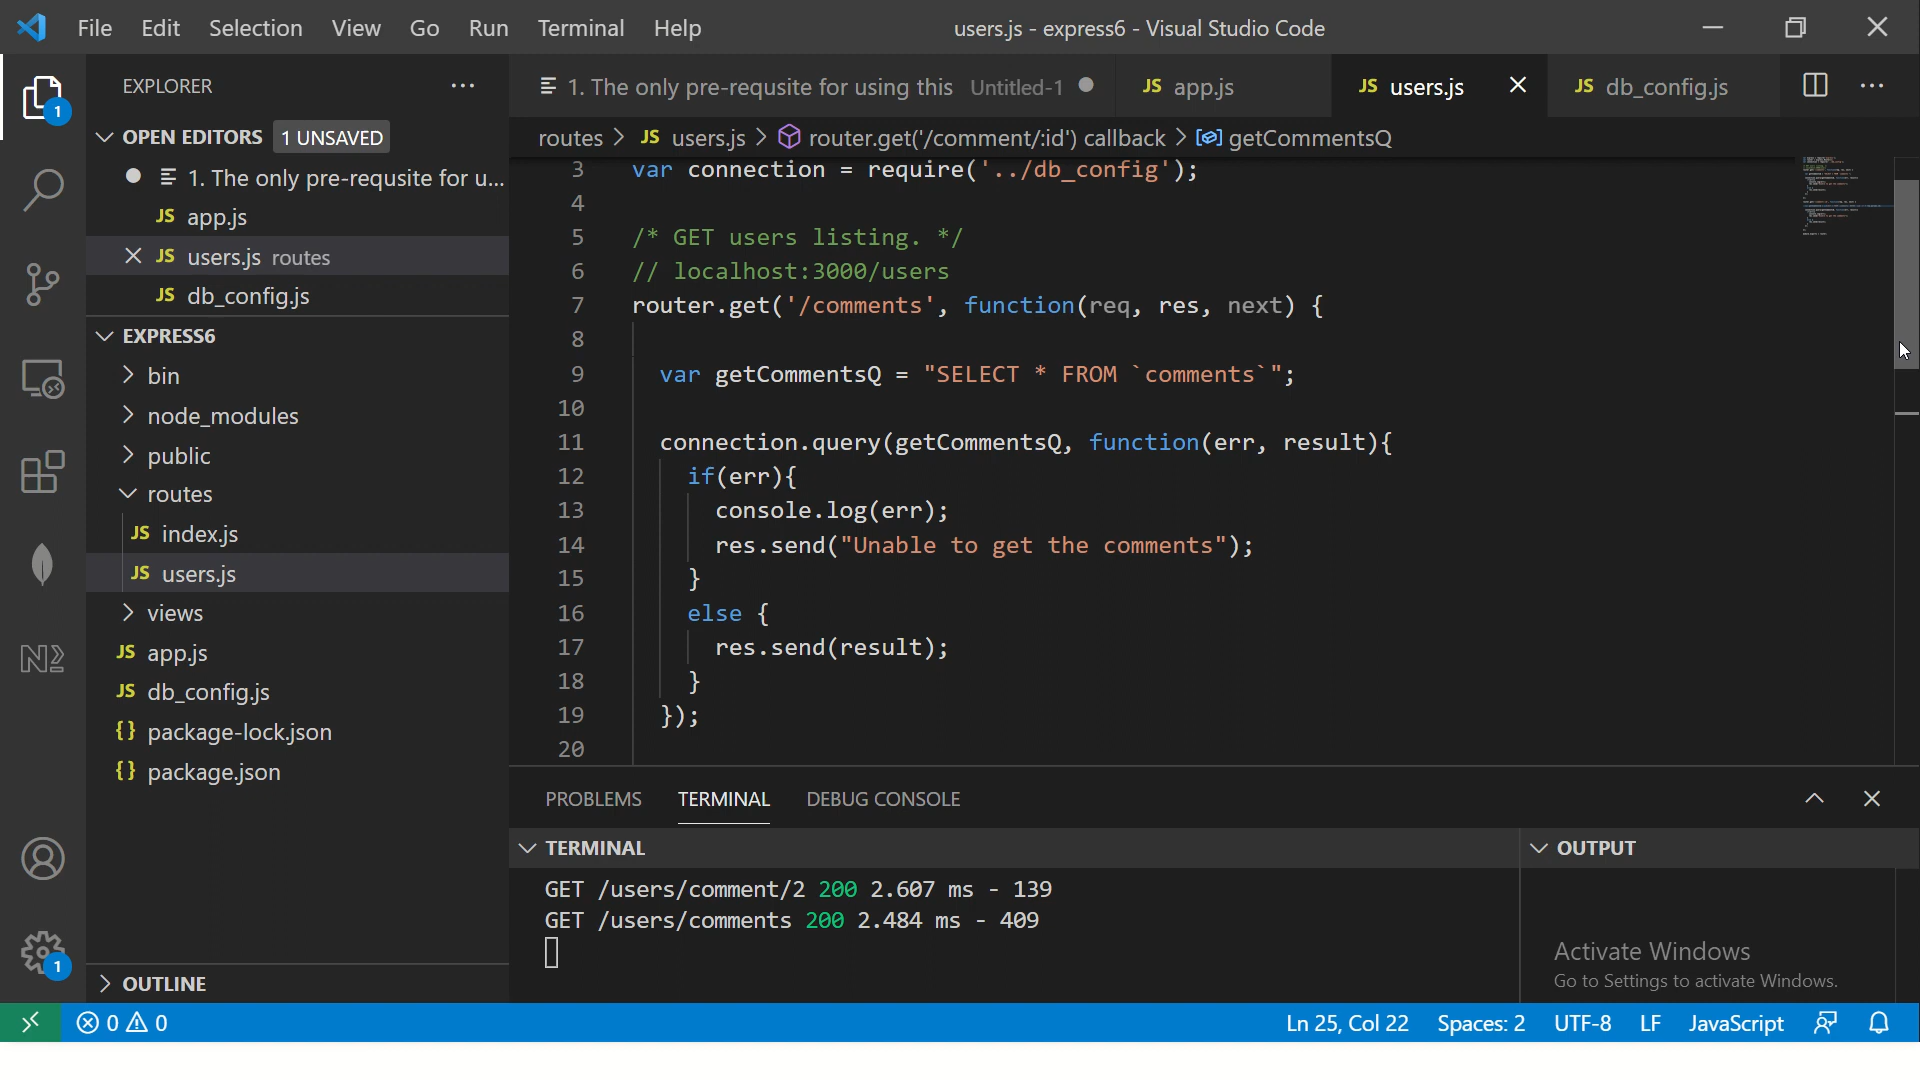 File Edit Selection View Go Run Terminal Help
users.js - express6 - Visual Studio Code
EXPLORER
1
OPEN EDITORS 1 UNSAVED
1. The only pre-requsite for u...
JS app.js
JS users.js routes
JS db_config.js
EXPRESS6
bin
node_modules
public
routes
JS index.js
JS users.js
views
JS app.js
JS db_config.js
{} package-lock.json
{} package.json
OUTLINE
1
1. The only pre-requsite for using this Untitled-1
JS app.js
JS users.js
JS db_config.js
routes > JS users.js > router.get('/comment/:id') callback > getCommentsQ
3 var connection = require('../db_config');
4
5 /* GET users listing. */
6 // localhost:3000/users
7 router.get('/comments', function(req, res, next) {
8
9 var getCommentsQ = "SELECT * FROM `comments`";
10
11 connection.query(getCommentsQ, function(err, result){
12 if(err){
13 console.log(err);
14 res.send("Unable to get the comments");
15 }
16 else {
17 res.send(result);
18 }
19 });
20
PROBLEMS TERMINAL DEBUG CONSOLE
TERMINAL
GET /users/comment/2 200 2.607 ms - 139
GET /users/comments 200 2.484 ms - 409
OUTPUT
Activate Windows
Go to Settings to activate Windows.
0 0
Ln 25, Col 22 Spaces: 2 UTF-8 LF JavaScript